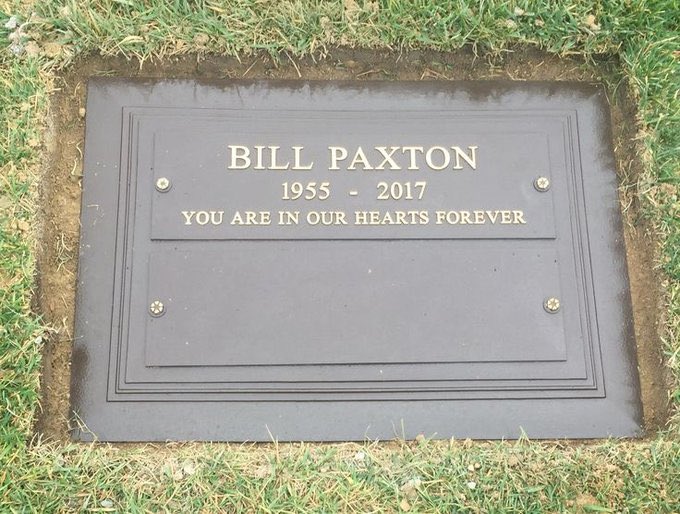 BILL PAXTON
1955 - 2017
YOU ARE IN OUR HEARTS FOREVER